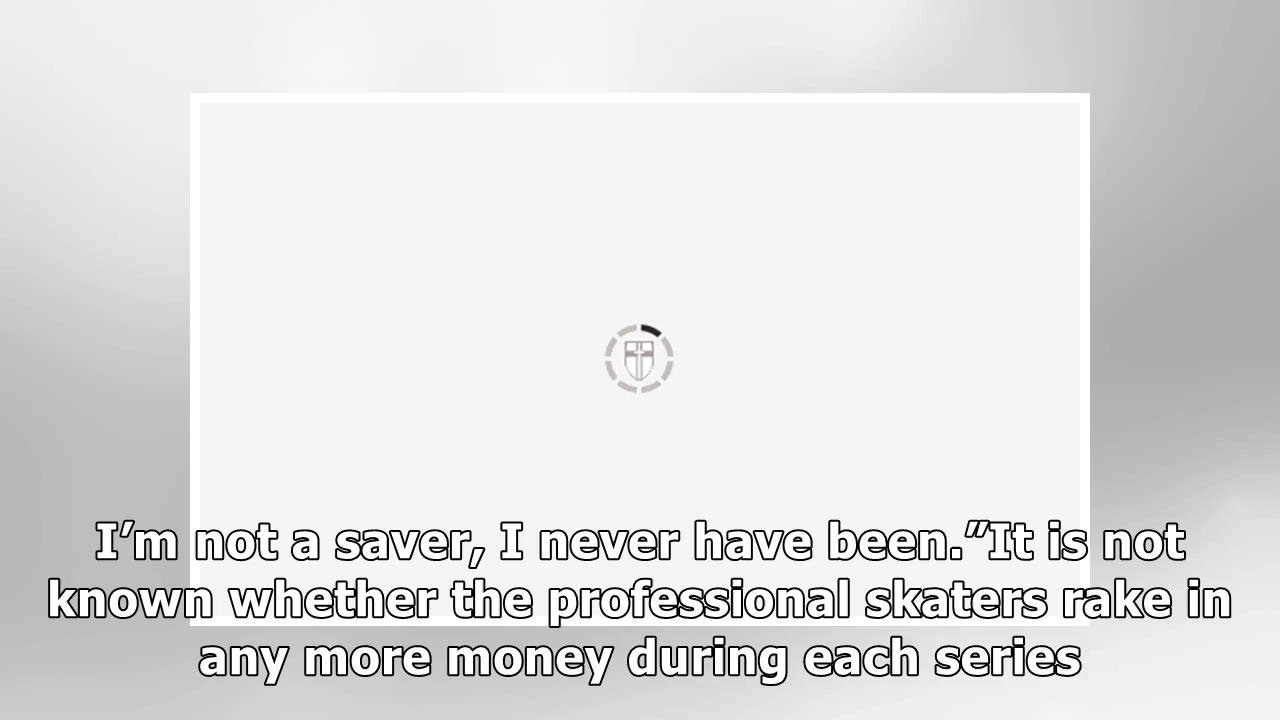 I’m not a saver, I never have been.”It is not
known whether the professional skaters rake in
any more money during each series